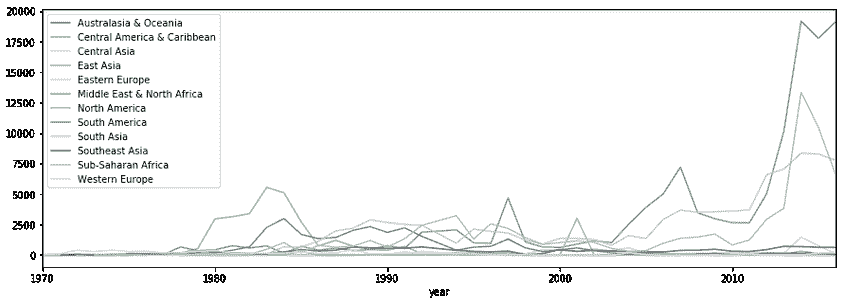 20000
17500
15000
12500
10000
7500
5000
2500
0
Australasia & Oceania
Central America & Caribbean
Central Asia
East Asia
Eastern Europe
Middle East & North Africa
North America
South America
South Asia
Southeast Asia
Sub-Saharan Africa
Western Europe
1970 1980 1990 2000 2010
year